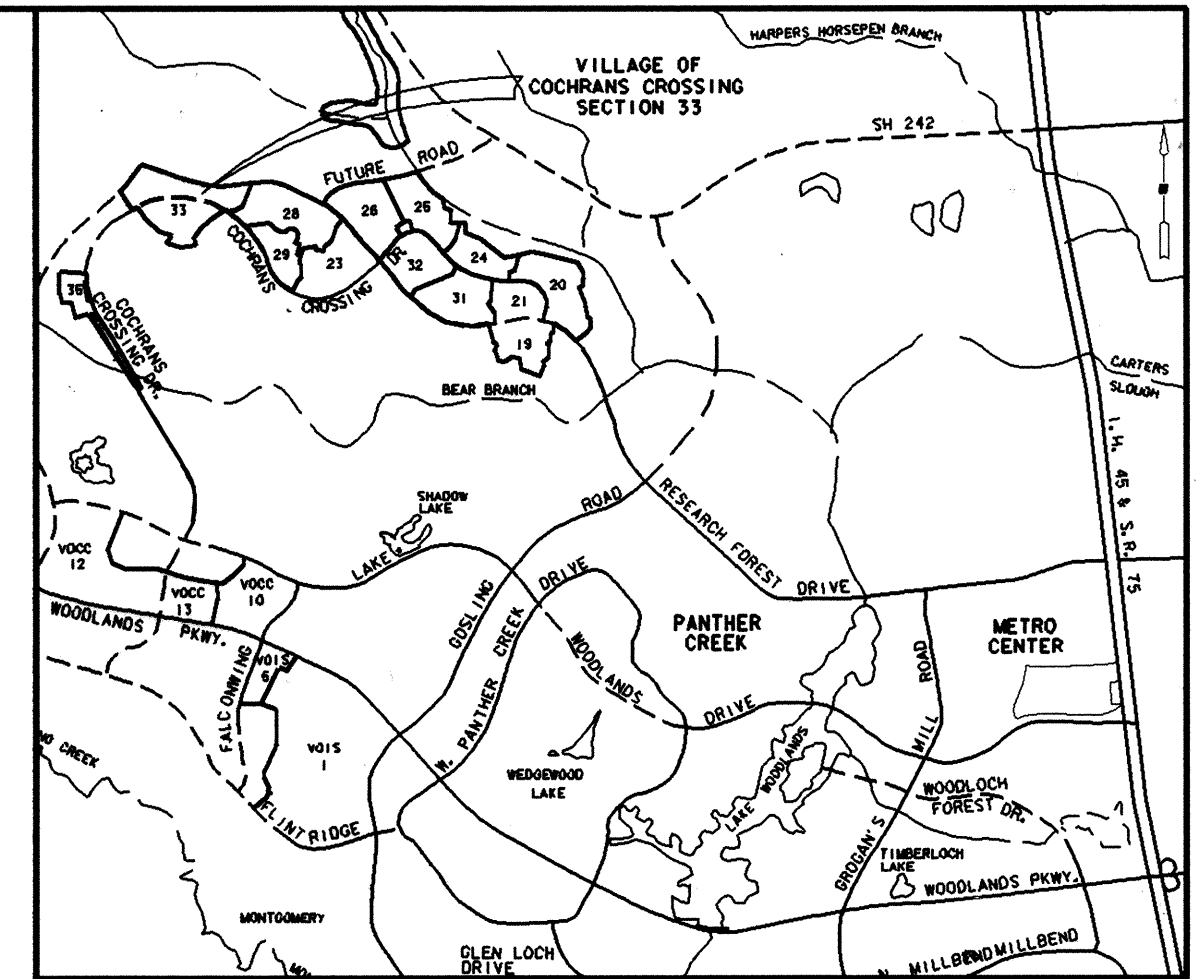 HARPERS HORSEPEN BRANCH
VILLAGE OF
COCHRANS CROSSING
SECTION 33
SH 242
FUTURE ROAD
33
28
26
25
29
23
32
24
20
31
21
19
COCHRANS
CROSSING
DR
36
COCHRANS
CROSSING DR.
BEAR BRANCH
CARTERS
SLOUGH
I.H. 45 & S.R. 75
SHADOW
LAKE
ROAD
RESEARCH FOREST
DRIVE
VOCC
12
VOCC
13
VOCC
10
LAKE
GOSLING
DRIVE
WOODLANDS
PKWY.
PANTHER
CREEK
METRO
CENTER
WOODLANDS
DRIVE
ROAD
FALCONWING
VOIS
6
VOIS
1
W. PANTHER CREEK
WEDGEWOOD
LAKE
LAKE WOODLANDS
MILL
WOODLOCH
FOREST DR.
CREEK
FLINTRIDGE
GROGAN'S
TIMBERLOCH
LAKE
WOODLANDS PKWY.
MONTGOMERY
GLEN LOCH
DRIVE
MILLBEND
MILLBEND